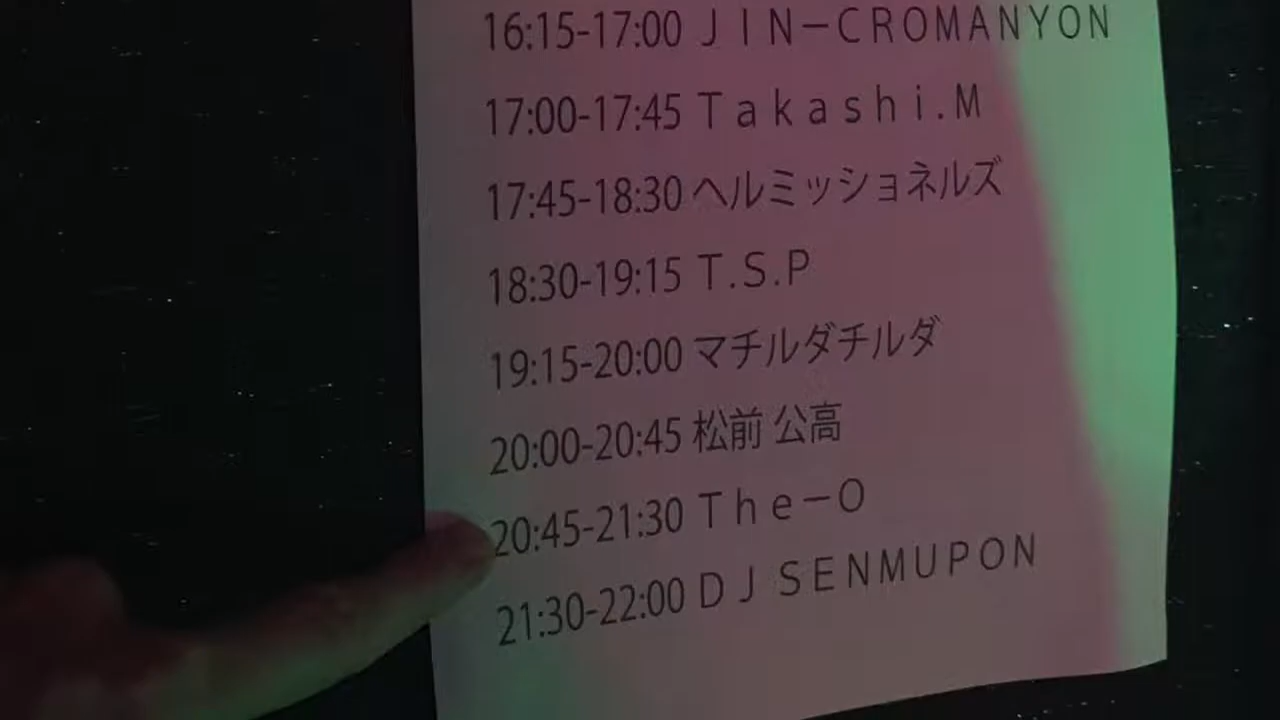 16:15-17:00 JIN－CROMANYON
17:00-17:45 Takashi.M
17:45-18:30 ヘルミッショネルズ
18:30-19:15 T.S.P
19:15-20:00 マチルダチルダ
20:00-20:45 松前 公高
20:45-21:30 The－O
21:30-22:00 DJ SENMUPON